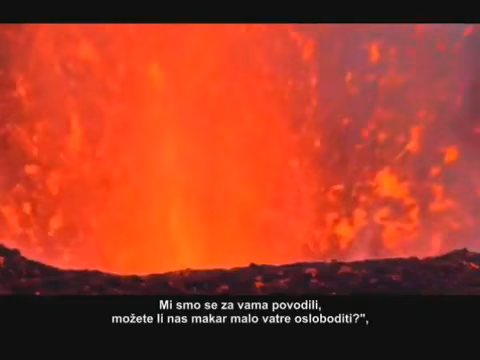 Mi smo se za vama povodili,
možete li nas makar malo vatre osloboditi?",